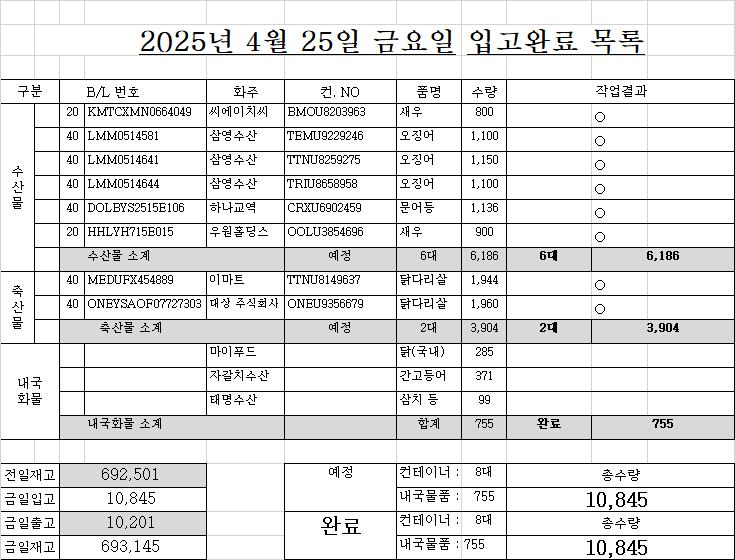 2025년 4월 25일 금요일 입고완료 목록
구분 B/L 번호 화주 컨. NO 품명 수량 작업결과
수산물
20 KMTCXMN0664049 씨에이치씨 BMOU8203963 새우 800 ○
40 LMM0514581 삼영수산 TEMU9229246 오징어 1,100 ○
40 LMM0514641 삼영수산 TTNU8259275 오징어 1,150 ○
40 LMM0514644 삼영수산 TRIU8658958 오징어 1,100 ○
40 DOLBYS2515E106 하나교역 CRXU6902459 문어등 1,136 ○
20 HHLYH715E015 우원홀딩스 OOLU3854696 새우 900 ○
수산물 소계 예정 6대 6,186 6대 6,186
축산물
40 MEDUFX454889 이마트 TTNU8149637 닭다리살 1,944 ○
40 ONEYSAOF07727303 대상 주식회사 ONEU9356679 닭다리살 1,960 ○
축산물 소계 예정 2대 3,904 2대 3,904
내국화물
마이푸드 닭(국내) 285
자갈치수산 간고등어 371
태명수산 삼치 등 99
내국화물 소계 합계 755 완료 755
전일재고 692,501 예정 컨테이너 : 8대 총수량
금일입고 10,845 내국물품 : 755 10,845
금일출고 10,201 완료 컨테이너 : 8대 총수량
금일재고 693,145 내국물품 : 755 10,845